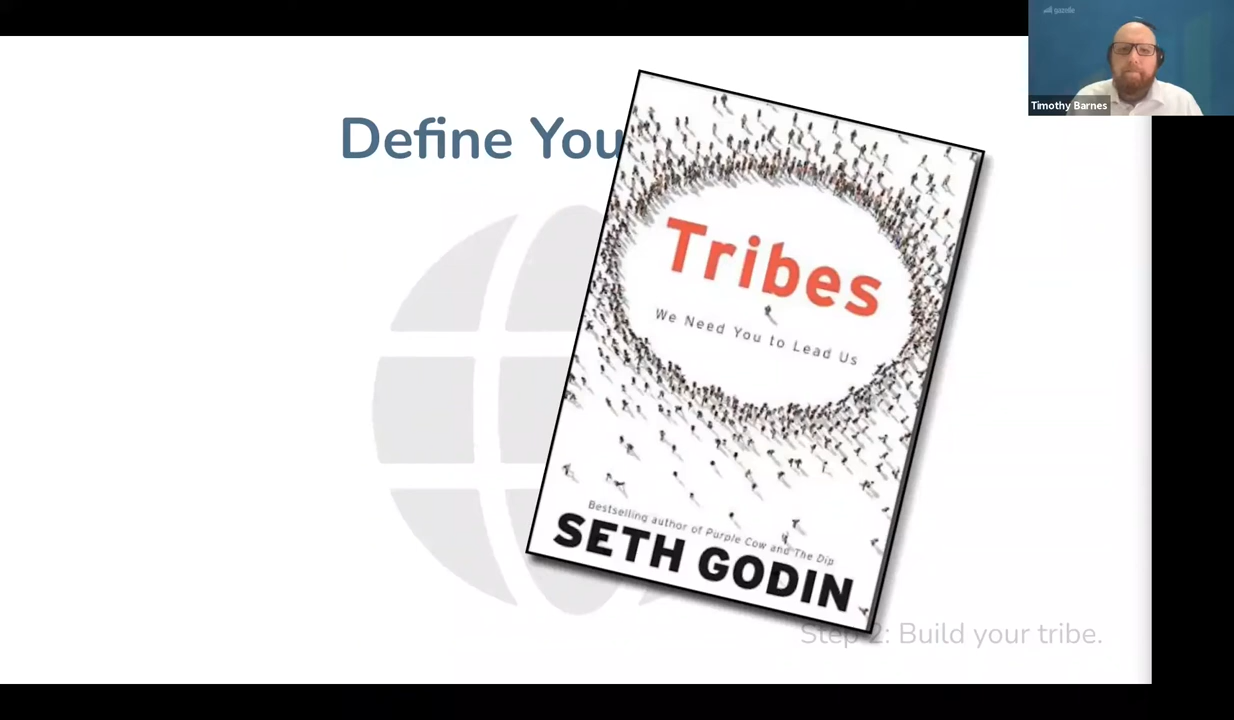 gazelle
Timothy Barnes
Define You
Tribes
We Need You to Lead Us
Bestselling author of Purple Cow and The Dip
SETH GODIN
Step 2: Build your tribe.